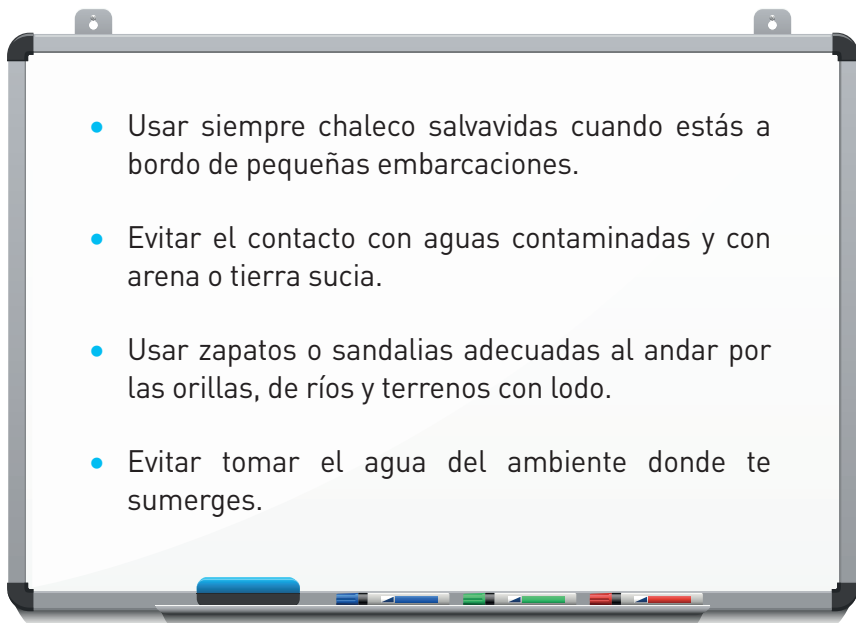 • Usar siempre chaleco salvavidas cuando estás a
bordo de pequeñas embarcaciones.
• Evitar el contacto con aguas contaminadas y con
arena o tierra sucia.
• Usar zapatos o sandalias adecuadas al andar por
las orillas, de ríos y terrenos con lodo.
• Evitar tomar el agua del ambiente donde te
sumerges.